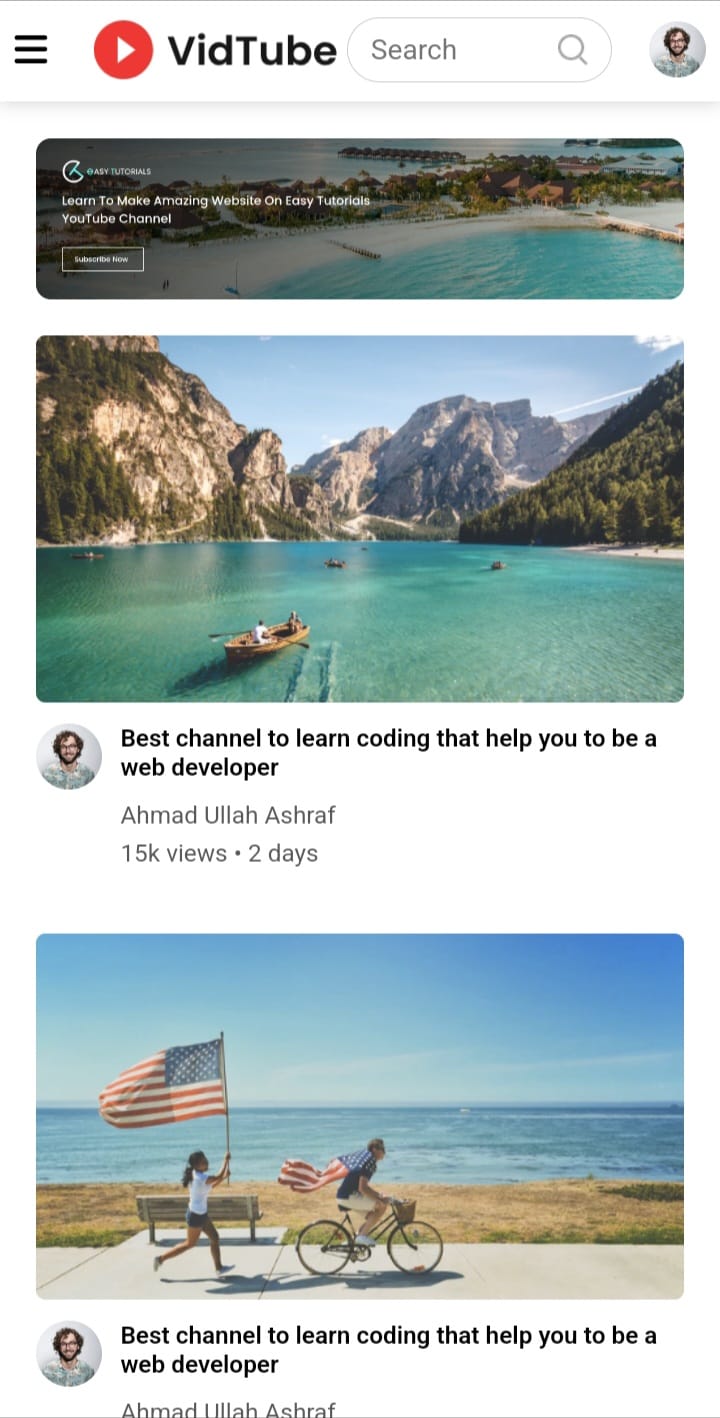 VidTube
Search
EASY TUTORIALS
Learn To Make Amazing Website On Easy Tutorials
YouTube Channel
Subscribe Now
Best channel to learn coding that help you to be a
web developer
Ahmad Ullah Ashraf
15k views • 2 days
Best channel to learn coding that help you to be a
web developer
Ahmad Ullah Ashraf